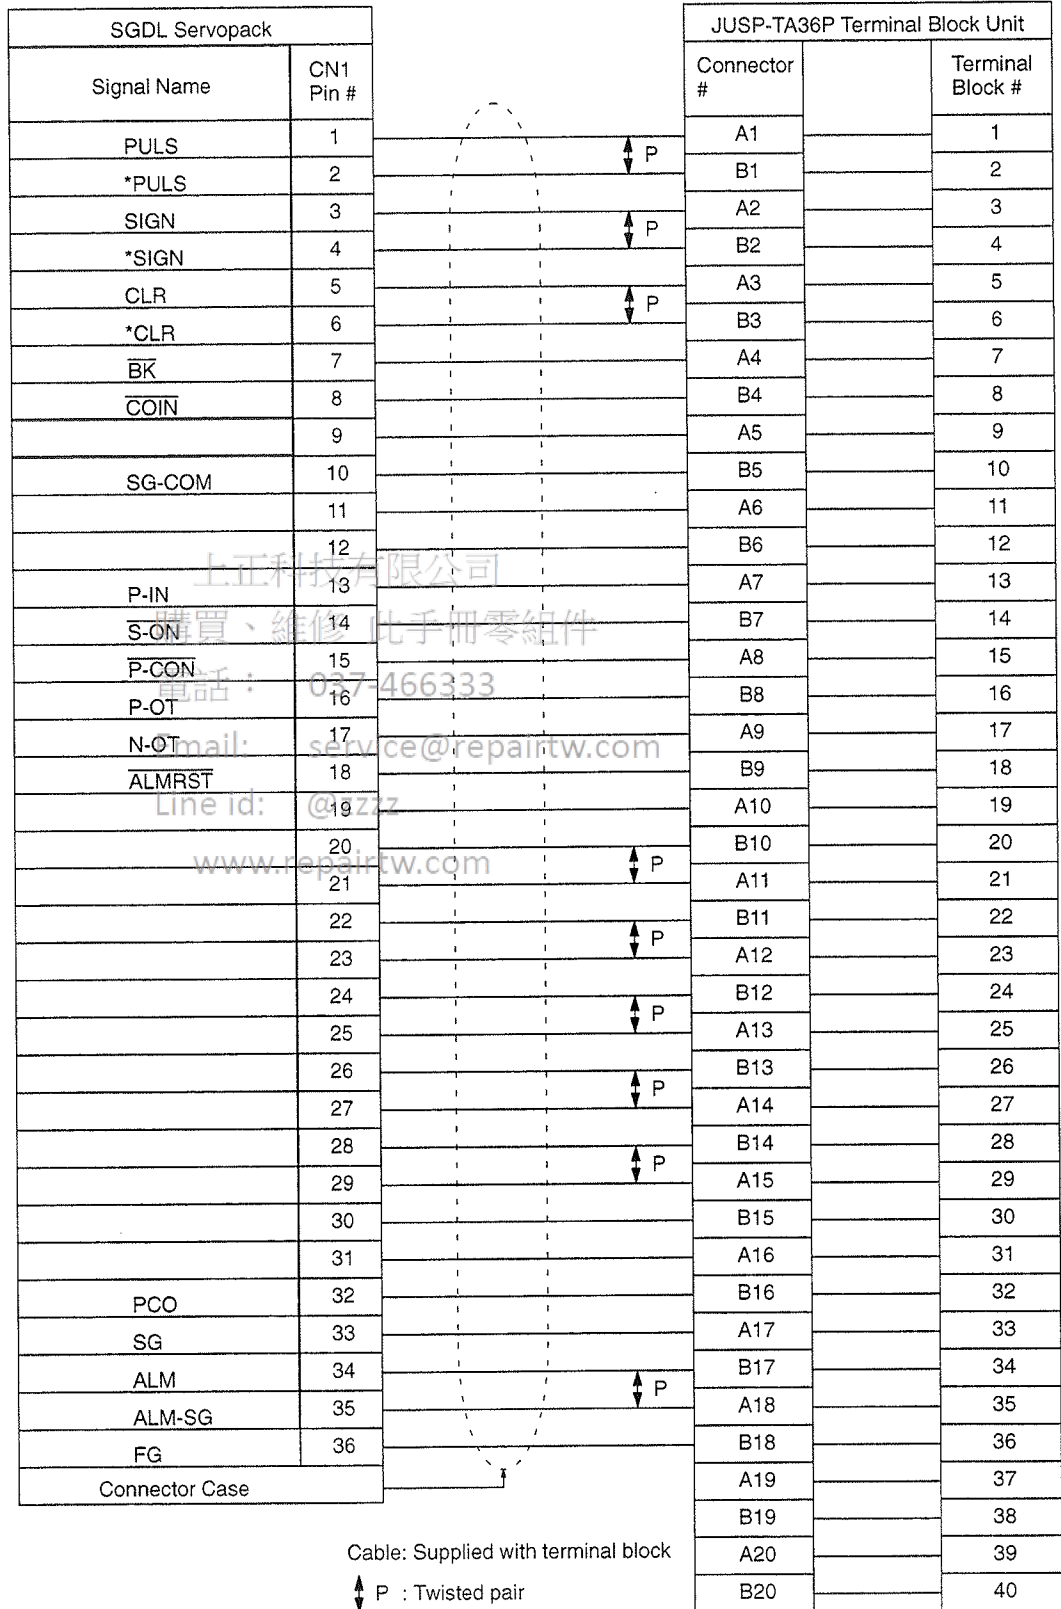 SGDL Servopack JUSP-TA36P Terminal Block Unit
Signal Name CN1 Pin # Connector # Terminal Block #
PULS 1 P A1 1
*PULS 2 B1 2
SIGN 3 P A2 3
*SIGN 4 B2 4
CLR 5 P A3 5
*CLR 6 B3 6
BK 7 A4 7
COIN 8 B4 8
9 A5 9
SG-COM 10 B5 10
11 A6 11
12 B6 12
上正科技有限公司
P-IN 13 A7 13
購買、維修 此手冊零組件
S-ON 14 B7 14
P-CON 15 A8 15
電話: 037-466333
P-OT 16 B8 16
N-OT 17 A9 17
Email: service@repairtw.com
ALMRST 18 B9 18
Line id: @zzzz
19 A10 19
20 P B10 20
www.repairtw.com
21 A11 21
22 P B11 22
23 A12 23
24 P B12 24
25 A13 25
26 P B13 26
27 A14 27
28 P B14 28
29 A15 29
30 B15 30
31 A16 31
PCO 32 B16 32
SG 33 A17 33
ALM 34 P B17 34
ALM-SG 35 A18 35
FG 36 B18 36
Connector Case A19 37
B19 38
Cable: Supplied with terminal block A20 39
P : Twisted pair B20 40